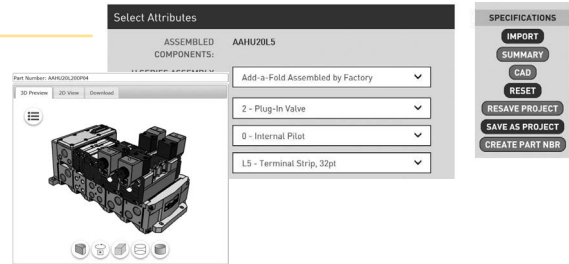 Select Attributes
ASSEMBLED
COMPONENTS:
AAHU20L5
Add-a-Fold Assembled by Factory
2 - Plug-In Valve
0 - Internal Pilot
L5 - Terminal Strip, 32pt
Part Number: AAHU20L200P04
3D Preview
2D View
Download
SPECIFICATIONS
IMPORT
SUMMARY
CAD
RESET
RESAVE PROJECT
SAVE AS PROJECT
CREATE PART NBR